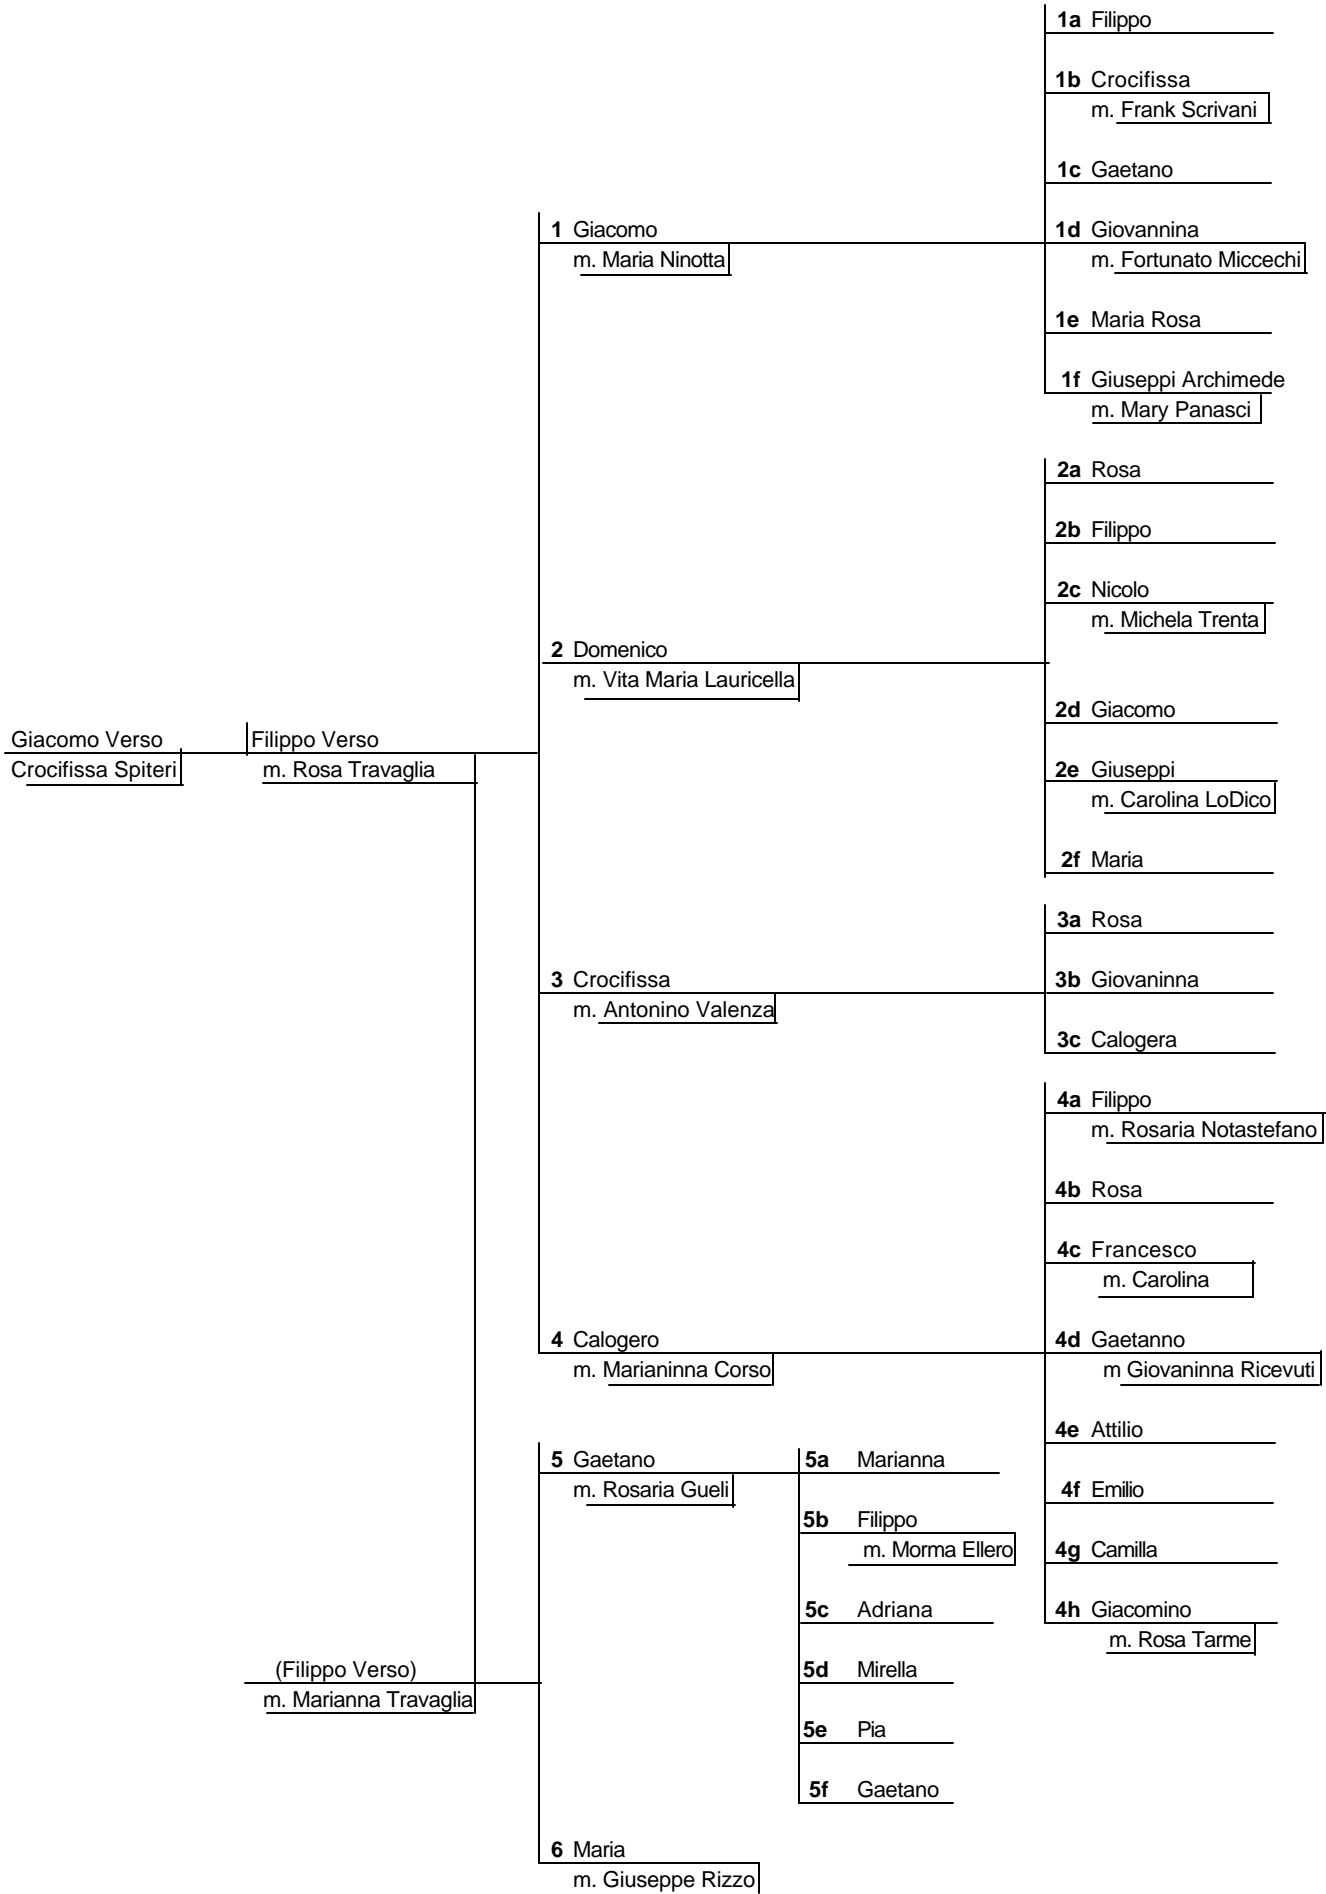 1a Filippo
1b Crocifissa
m. Frank Scrivani
1c Gaetano
1 Giacomo
m. Maria Ninotta
1d Giovannina
m. Fortunato Miccechi
1e Maria Rosa
1f Giuseppi Archimede
m. Mary Panasci
2a Rosa
2b Filippo
2c Nicolo
m. Michela Trenta
2 Domenico
m. Vita Maria Lauricella
2d Giacomo
Giacomo Verso
Crocifissa Spiteri
Filippo Verso
m. Rosa Travaglia
2e Giuseppi
m. Carolina LoDico
2f Maria
3a Rosa
3 Crocifissa
m. Antonino Valenza
3b Giovaninna
3c Calogera
4a Filippo
m. Rosaria Notastefano
4b Rosa
4c Francesco
m. Carolina
4 Calogero
m. Marianinna Corso
4d Gaetanno
m Giovaninna Ricevuti
4e Attilio
5 Gaetano
m. Rosaria Gueli
5a Marianna
4f Emilio
5b Filippo
m. Morma Ellero
4g Camilla
5c Adriana
4h Giacomino
m. Rosa Tarme
(Filippo Verso)
m. Marianna Travaglia
5d Mirella
5e Pia
5f Gaetano
6 Maria
m. Giuseppe Rizzo